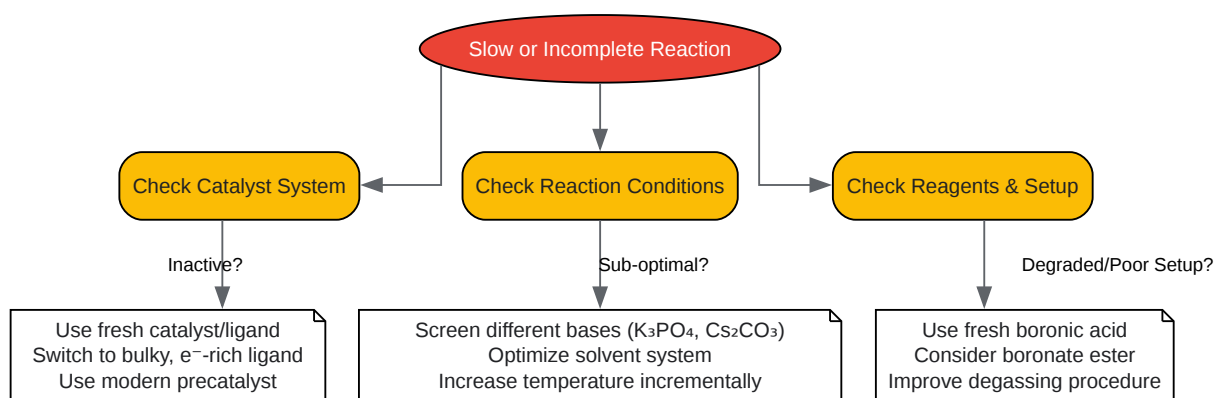 Slow or Incomplete Reaction
Check Catalyst System
Check Reaction Conditions
Check Reagents & Setup
Inactive?
Sub-optimal?
Degraded/Poor Setup?
Use fresh catalyst/ligand
Switch to bulky, e⁻-rich ligand
Use modern precatalyst
Screen different bases (K₃PO₄, Cs₂CO₃)
Optimize solvent system
Increase temperature incrementally
Use fresh boronic acid
Consider boronate ester
Improve degassing procedure